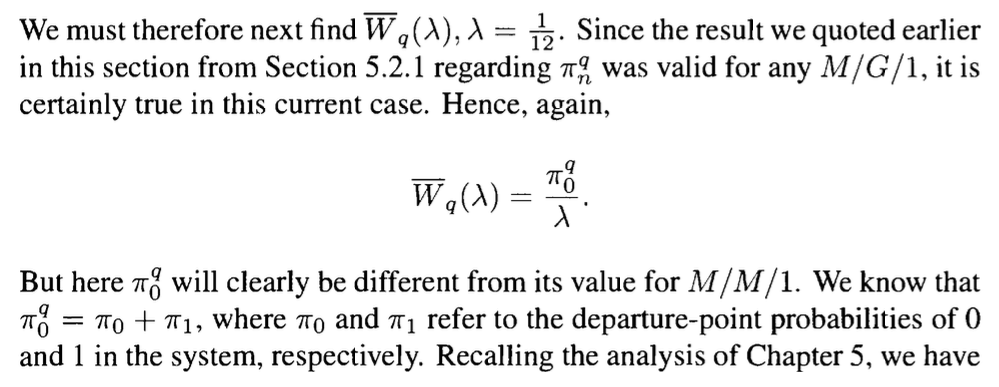 We must therefore next find W̅_q(λ), λ = 1/12. Since the result we quoted earlier
in this section from Section 5.2.1 regarding π_n^q was valid for any M/G/1, it is
certainly true in this current case. Hence, again,
W̅_q(λ) = π_0^q / λ.
But here π_0^q will clearly be different from its value for M/M/1. We know that
π_0^q = π_0 + π_1, where π_0 and π_1 refer to the departure-point probabilities of 0
and 1 in the system, respectively. Recalling the analysis of Chapter 5, we have